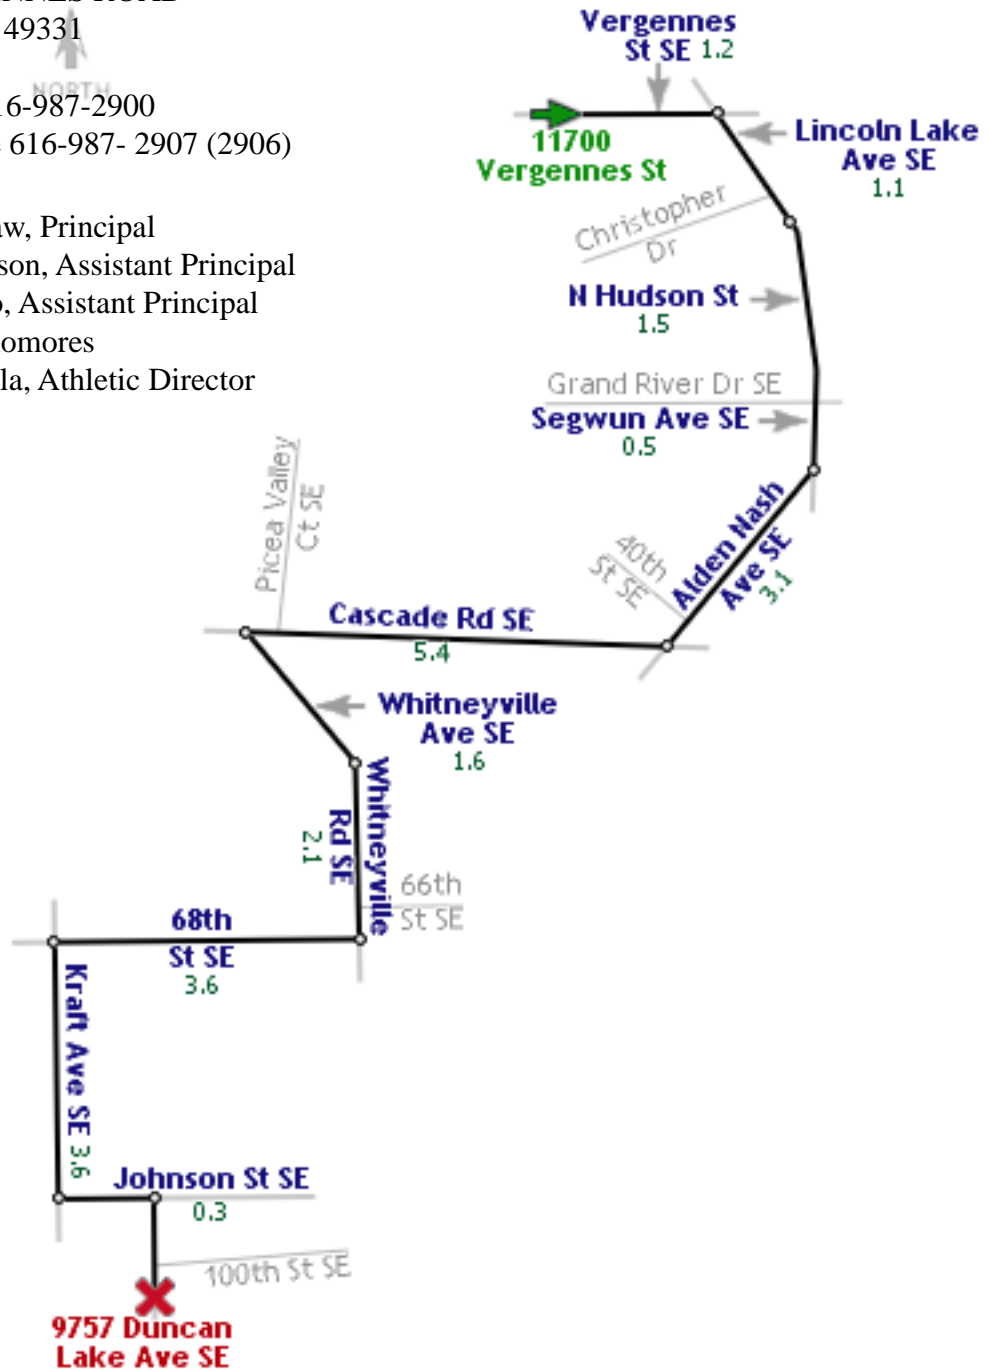 49331
NORTH
16-987-2900
616-987- 2907 (2906)
Principal
Assistant Principal
Assistant Principal
Athletic Director
Vergennes
St SE 1.2
11700
Vergennes St
Lincoln Lake
Ave SE
1.1
Christopher
Dr
N Hudson St
1.5
Grand River Dr SE
Segwun Ave SE
0.5
Alden Nash
Ave SE
3.1
40th
St SE
Picea Valley
Ct SE
Cascade Rd SE
5.4
Whitneyville
Ave SE
1.6
Whitneyville
Rd SE
2.1
66th
St SE
68th
St SE
3.6
Kraft Ave SE 3.6
Johnson St SE
0.3
100th St SE
9757 Duncan
Lake Ave SE